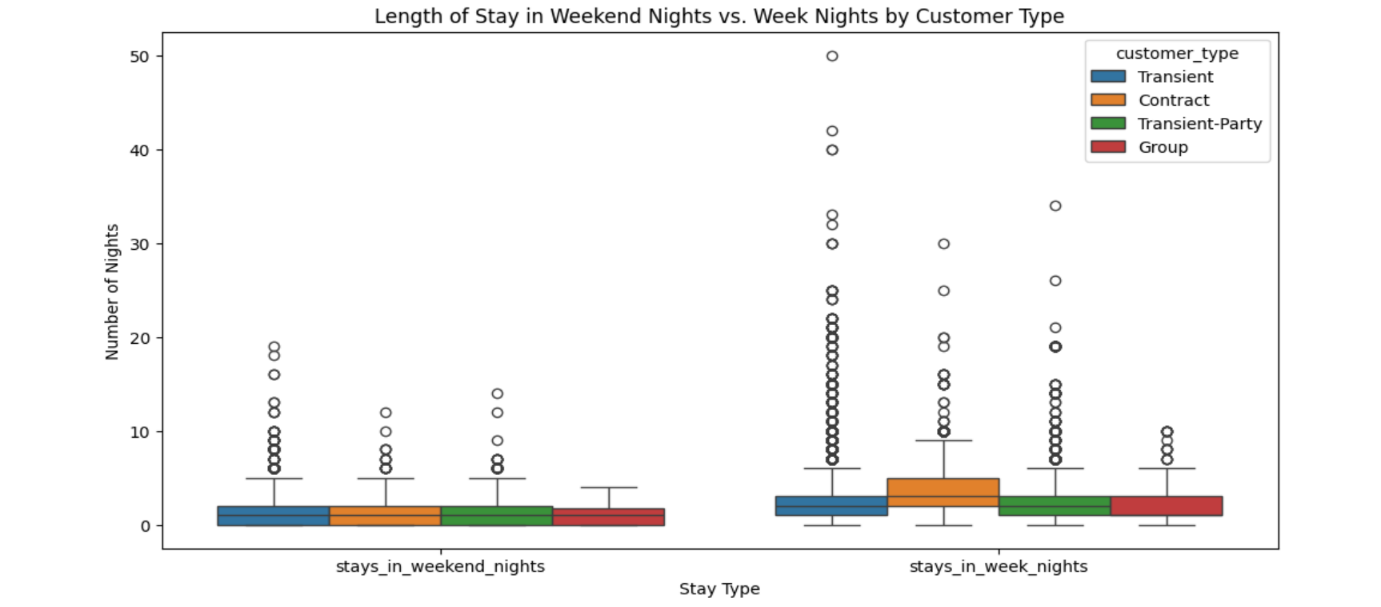 Length of Stay in Weekend Nights vs. Week Nights by Customer Type
customer_type
Transient
Contract
Transient-Party
Group
Number of Nights
50
40
30
20
10
0
stays_in_weekend_nights
stays_in_week_nights
Stay Type